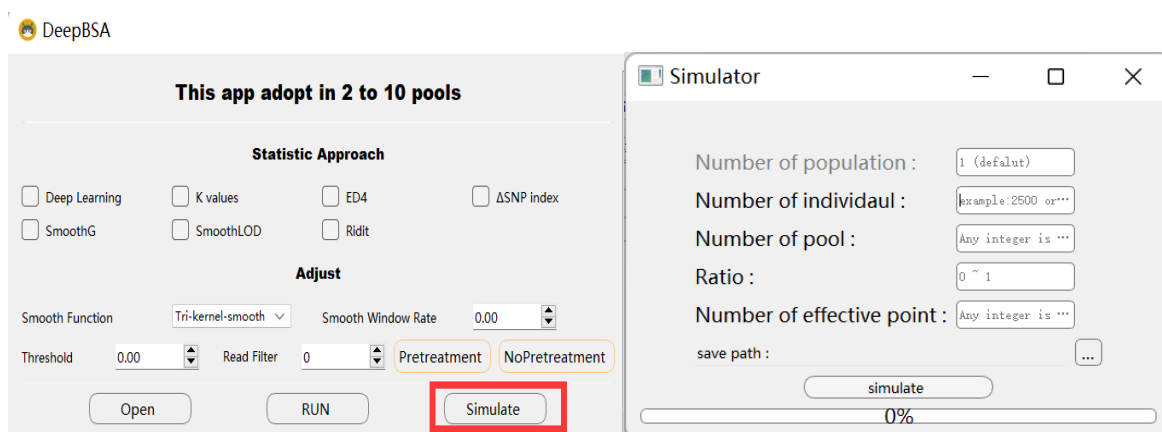 DeepBSA
This app adopt in 2 to 10 pools
Statistic Approach
Deep Learning K values ED4 ΔSNP index
SmoothG SmoothLOD Ridit
Adjust
Smooth Function Tri-kernel-smooth Smooth Window Rate 0.00
Threshold 0.00 Read Filter 0 Pretreatment NoPretreatment
Open RUN Simulate
Simulator
Number of population : 1 (defalut)
Number of individaul : example:2500 or…
Number of pool : Any integer is …
Ratio : 0 ~ 1
Number of effective point : Any integer is …
save path : ...
simulate
0%